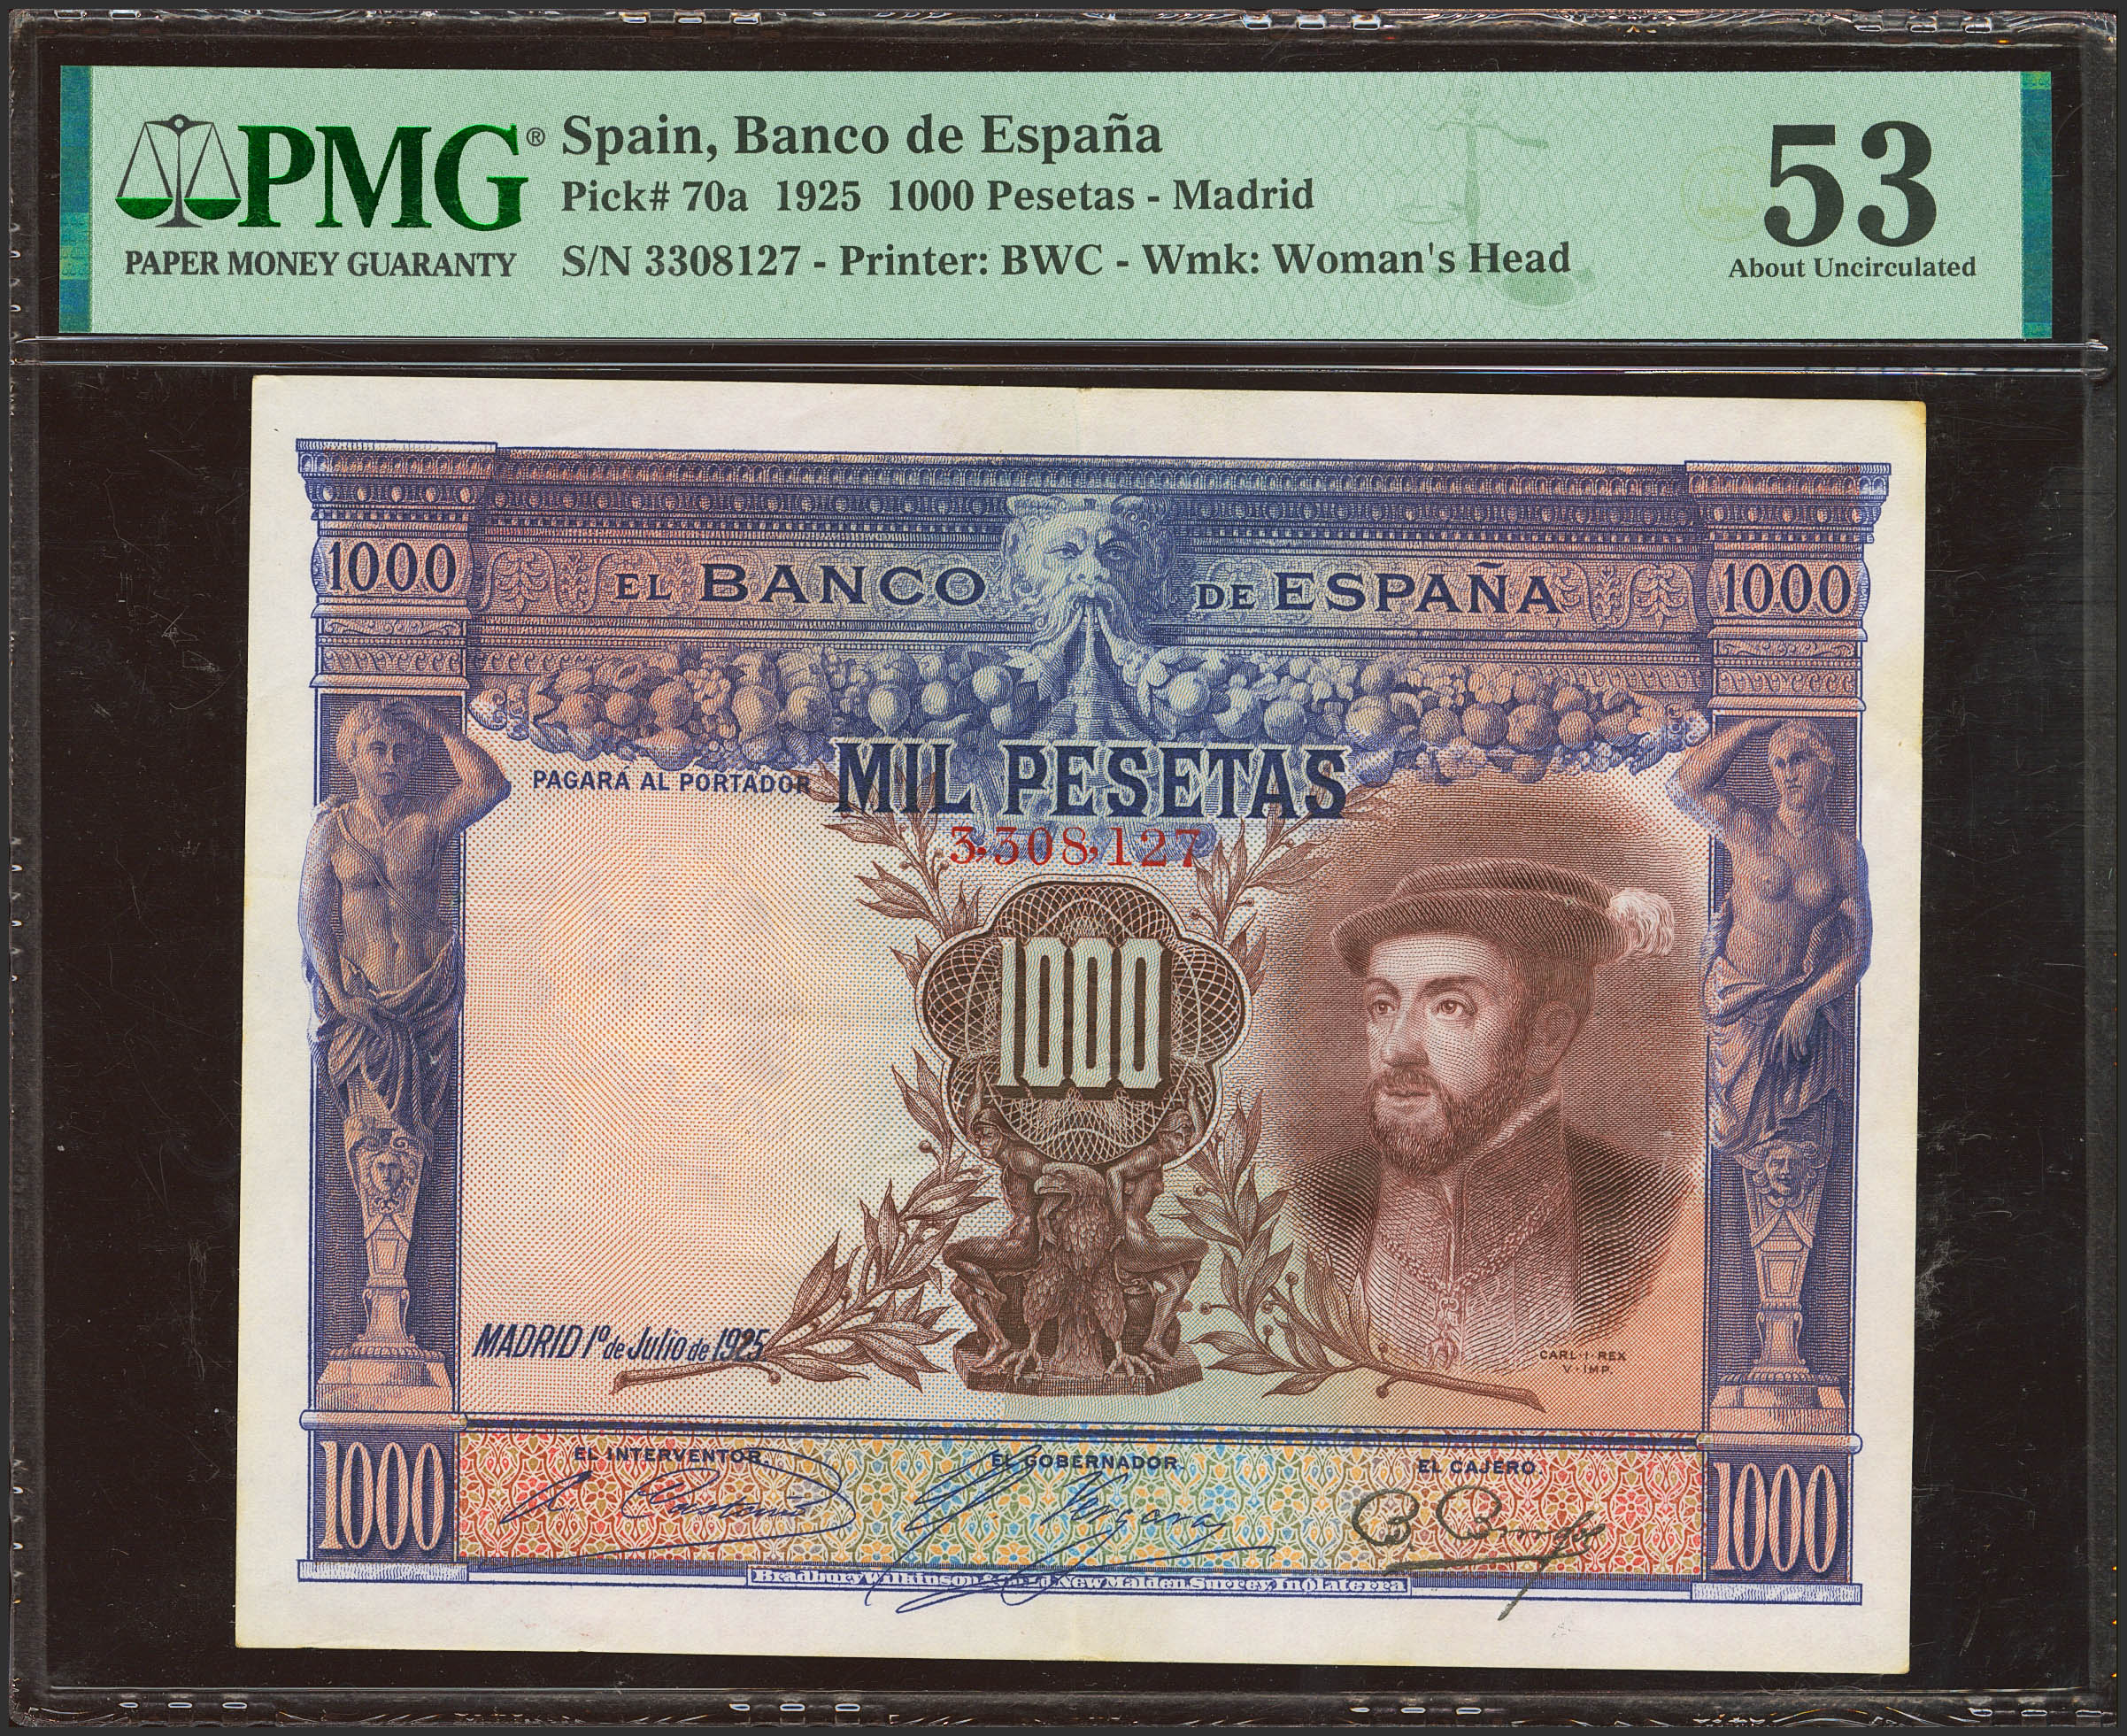 PMG®
PAPER MONEY GUARANTY
Spain, Banco de España
Pick# 70a 1925 1000 Pesetas - Madrid
S/N 3308127 - Printer: BWC - Wmk: Woman's Head
53
About Uncirculated
1000 EL BANCO DE ESPAÑA 1000
PAGARÁ AL PORTADOR MIL PESETAS
3,308,127
1000
MADRID 1º de Julio de 1925
CARL·I·REX
V·IMP
EL INTERVENTOR. EL GOBERNADOR. EL CAJERO.
1000 1000
Bradbury Wilkinson & Cº Ld New Malden Surrey Inglaterra